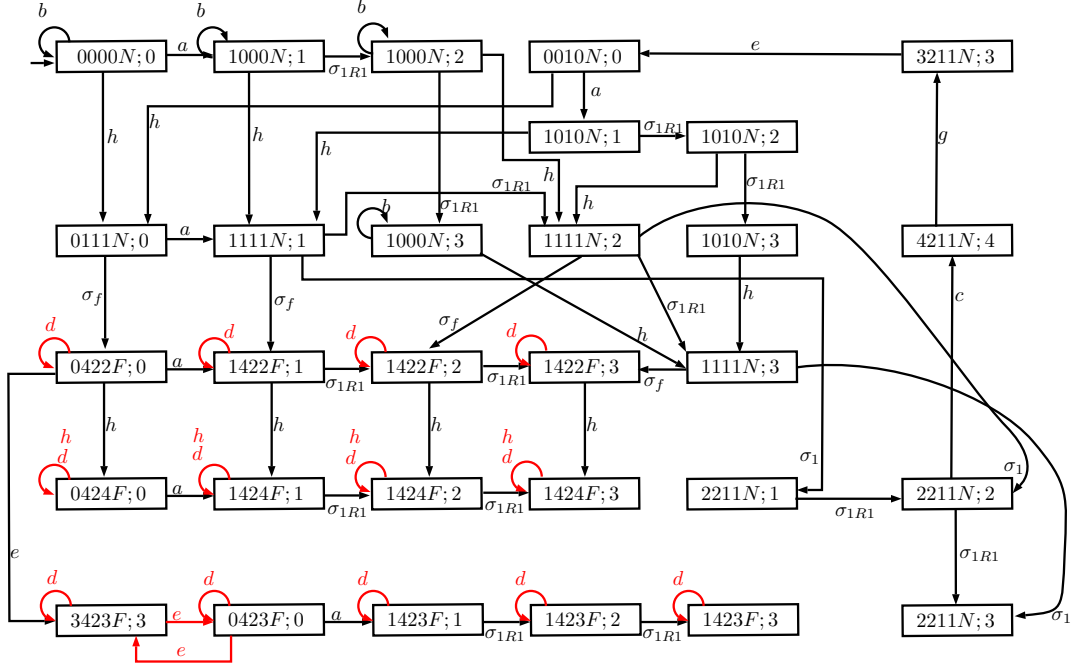 b b b
0000N; 0 a 1000N; 1 σ1R1 1000N; 2 0010N; 0 e 3211N; 3
h h h a h g
h 1010N; 1 σ1R1 1010N; 2
σ1R1 b σ1R1 h h σ1R1
0111N; 0 a 1111N; 1 1000N; 3 1111N; 2 1010N; 3 4211N; 4
σf σf σf h σ1R1 h c
d d d d
0422F; 0 a 1422F; 1 σ1R1 1422F; 2 σ1R1 1422F; 3 σf 1111N; 3
h h h h
h h h h
d d d d σ1 σ1
0424F; 0 a 1424F; 1 σ1R1 1424F; 2 σ1R1 1424F; 3 2211N; 1 σ1R1 2211N; 2
e σ1R1
d d d d d
3423F; 3 e 0423F; 0 a 1423F; 1 σ1R1 1423F; 2 σ1R1 1423F; 3 2211N; 3 σ1
e